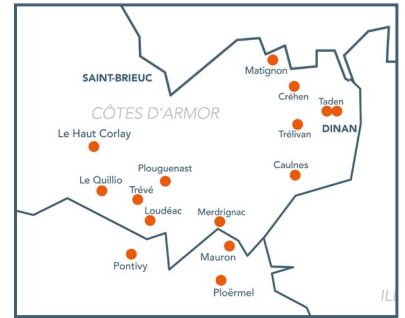 Matignon
SAINT-BRIEUC
Créhen
Taden
CÔTES D'ARMOR
DINAN
Le Haut Corlay
Trélivan
Plouguenast
Caulnes
Le Quillio
Trévé
Loudéac
Merdrignac
Mauron
Pontivy
Ploërmel
ILL